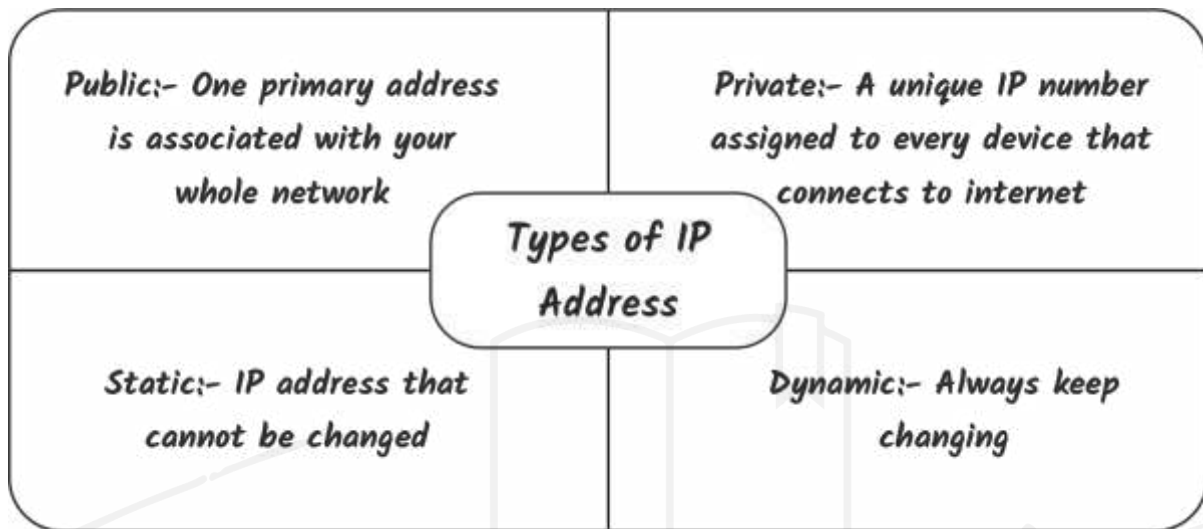 Public:- One primary address
is associated with your
whole network
Private:- A unique IP number
assigned to every device that
connects to internet
Types of IP
Address
Static:- IP address that
cannot be changed
Dynamic:- Always keep
changing